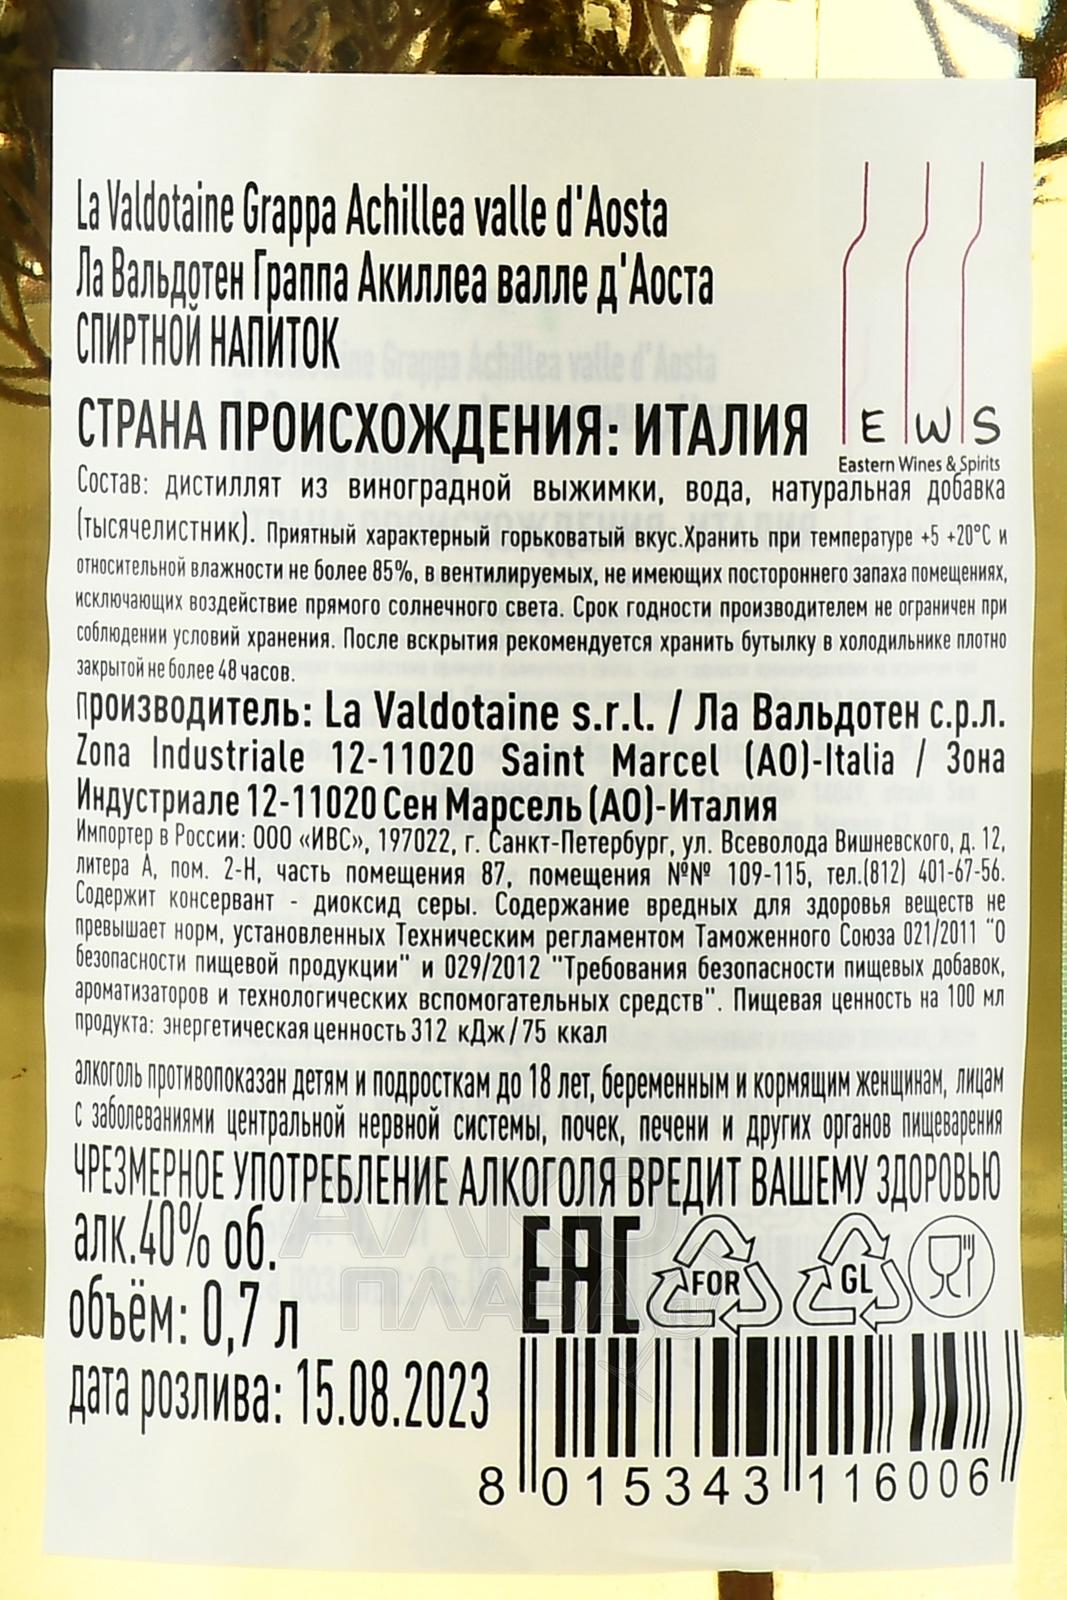 La Valdotaine Grappa Achillea valle d'Aosta
Ла Вальдотен Граппа Акиллеа валле д'Аоста
СПИРТНОЙ НАПИТОК
E W S
Eastern Wines & Spirits
СТРАНА ПРОИСХОЖДЕНИЯ: ИТАЛИЯ
Состав: дистиллят из виноградной выжимки, вода, натуральная добавка
(тысячелистник). Приятный характерный горьковатый вкус.Хранить при температуре +5 +20°С и
относительной влажности не более 85%, в вентилируемых, не имеющих постороннего запаха помещениях,
исключающих воздействие прямого солнечного света. Срок годности производителем не ограничен при
соблюдении условий хранения. После вскрытия рекомендуется хранить бутылку в холодильнике плотно
закрытой не более 48 часов.
производитель: La Valdotaine s.r.l. / Ла Вальдотен с.р.л.
Zona Industriale 12-11020 Saint Marcel (AO)-Italia / Зона
Индустриале 12-11020 Сен Марсель (АО)-Италия
Импортер в России: ООО «ИВС», 197022, г. Санкт-Петербург, ул. Всеволода Вишневского, д. 12,
литера А, пом. 2-Н, часть помещения 87, помещения №№ 109-115, тел.(812) 401-67-56.
Содержит консервант - диоксид серы. Содержание вредных для здоровья веществ не
превышает норм, установленных Техническим регламентом Таможенного Союза 021/2011 "О
безопасности пищевой продукции" и 029/2012 "Требования безопасности пищевых добавок,
ароматизаторов и технологических вспомогательных средств". Пищевая ценность на 100 мл
продукта: энергетическая ценность 312 кДж/75 ккал
алкоголь противопоказан детям и подросткам до 18 лет, беременным и кормящим женщинам, лицам
с заболеваниями центральной нервной системы, почек, печени и других органов пищеварения
ЧРЕЗМЕРНОЕ УПОТРЕБЛЕНИЕ АЛКОГОЛЯ ВРЕДИТ ВАШЕМУ ЗДОРОВЬЮ
алк.40% об.
объём: 0,7 л
дата розлива: 15.08.2023
ЕАС
FOR
GL
АЛКО
ПЛАЗА.ru
8 015343 116006